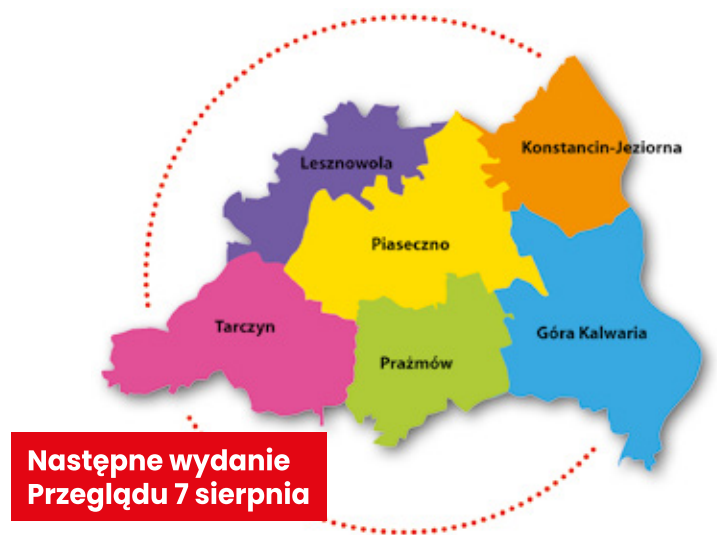 Konstancin-Jeziorna
Lesznowola
Piaseczno
Tarczyn
Góra Kalwaria
Prażmów
Następne wydanie
Przeglądu 7 sierpnia